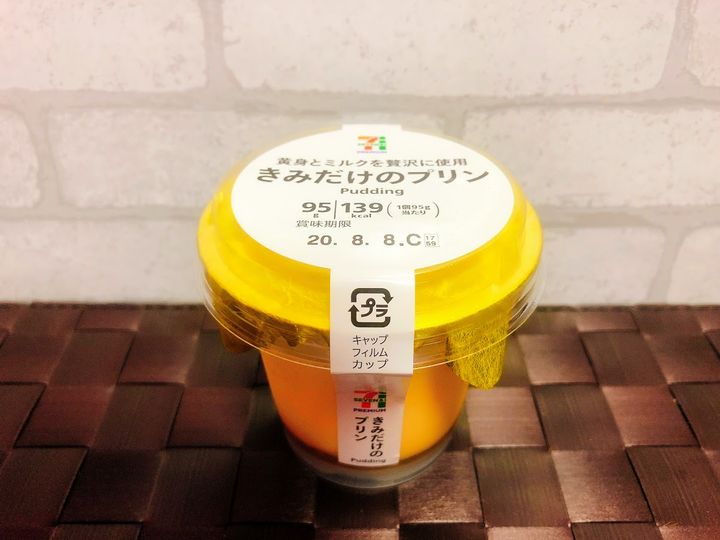 黄身とミルクを贅沢に使用
きみだけのプリン
Pudding
95g 139kcal (1個95g当たり)
賞味期限
20. 8. 8.C 17 59
プラ
キャップ
フィルム
カップ
SEVEN&i
PREMIUM
きみだけの
プリン
Pudding